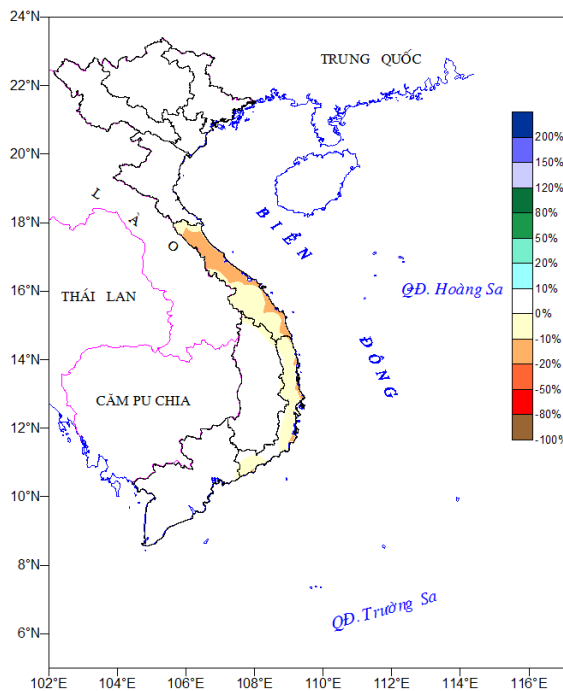 24°N
TRUNG QUỐC
22°N
200%
150%
20°N
120%
80%
L À O
BIỂN
50%
18°N
20%
10%
THÁI LAN
16°N
QĐ. Hoàng Sa
0%
-10%
14°N
ĐÔNG
-20%
-50%
CĂM PU CHIA
-80%
12°N
-100%
10°N
8°N
QĐ. Trường Sa
6°N
102°E 104°E 106°E 108°E 110°E 112°E 114°E 116°E